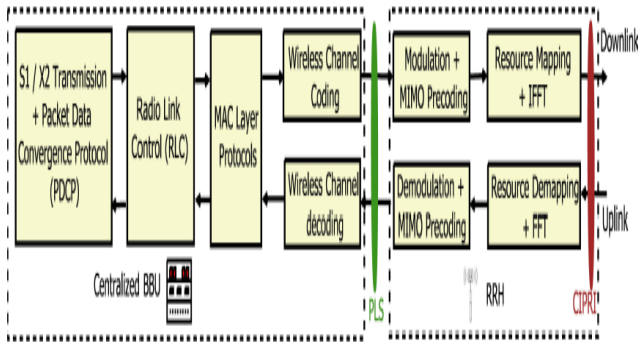 S1 / X2 Transmission
+ Packet Data
Convergence Protocol
(PDCP)
Radio Link
Control (RLC)
MAC Layer
Protocols
Wireless Channel
Coding
Wireless Channel
decoding
Centralized BBU
PLS
Modulation +
MIMO Precoding
Resource Mapping
+ IFFT
Demodulation +
MIMO Precoding
Resource Demapping
+ FFT
RRH
CIPRI
Downlink
Uplink